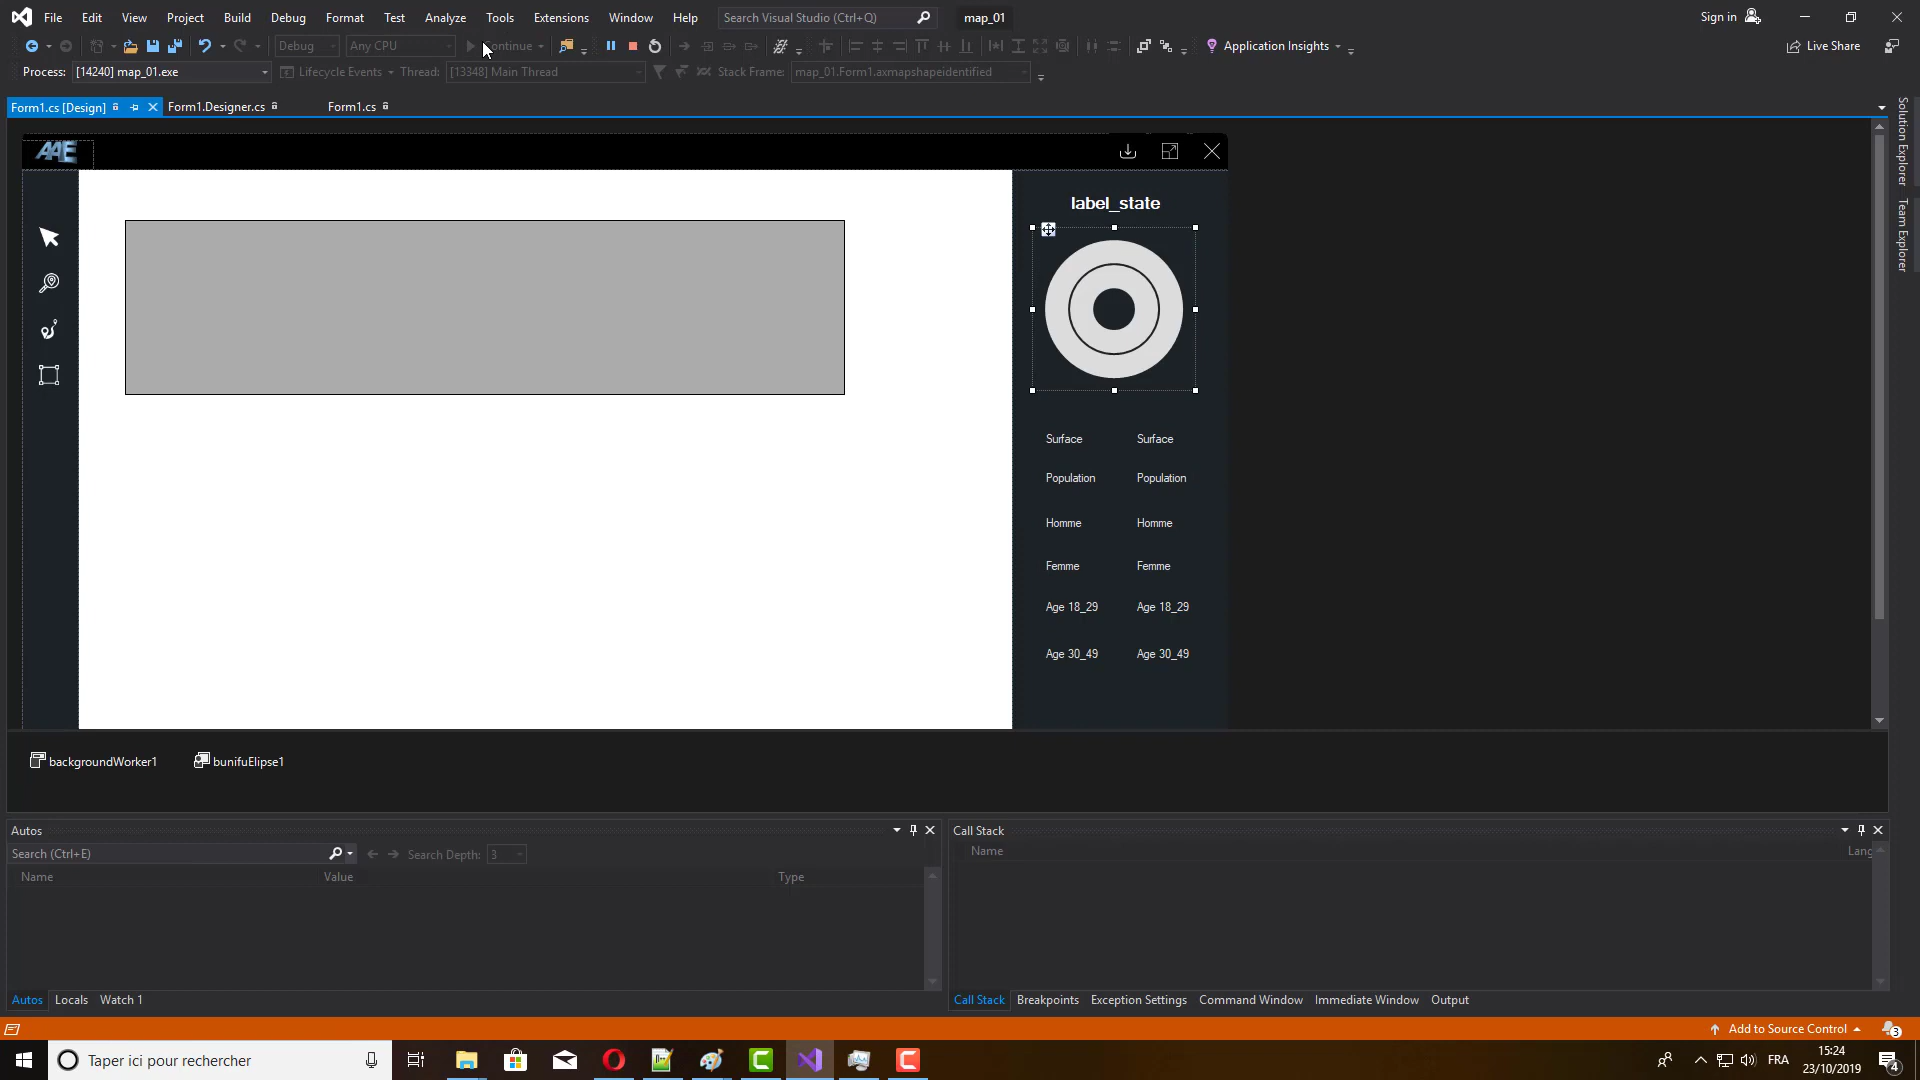 File Edit View Project Build Debug Format Test Analyze Tools Extensions Window Help Search Visual Studio (Ctrl+Q) map_01 Sign in
Debug Any CPU Continue Application Insights Live Share
Process: [14240] map_01.exe Lifecycle Events Thread: [13348] Main Thread Stack Frame: map_01.Form1.axmapshapeidentified
Form1.cs [Design] Form1.Designer.cs Form1.cs
Solution Explorer
Team Explorer
AAE
label_state
Surface Surface
Population Population
Homme Homme
Femme Femme
Age 18_29 Age 18_29
Age 30_49 Age 30_49
backgroundWorker1 bunifuElipse1
Autos Call Stack
Search (Ctrl+E) Search Depth: 3 Name Lang
Name Value Type
Autos Locals Watch 1 Call Stack Breakpoints Exception Settings Command Window Immediate Window Output
Add to Source Control 3
Taper ici pour rechercher FRA 15:24
23/10/2019 4